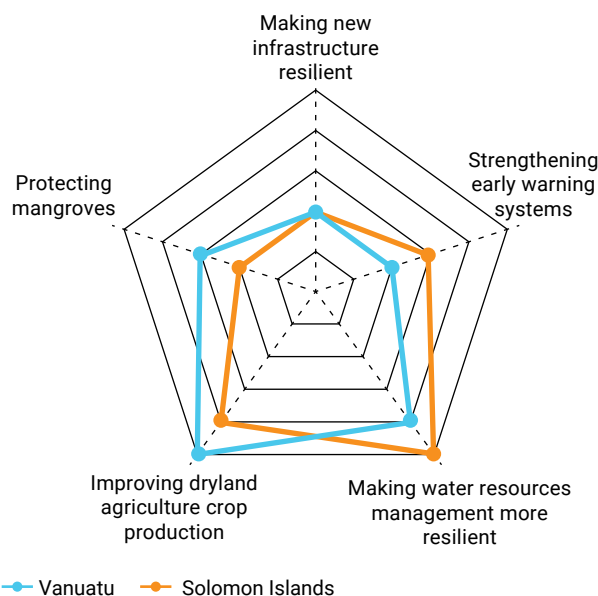 Making new
infrastructure
resilient
Strengthening
early warning
systems
Protecting
mangroves
Improving dryland
agriculture crop
production
Making water resources
management more
resilient
Vanuatu
Solomon Islands